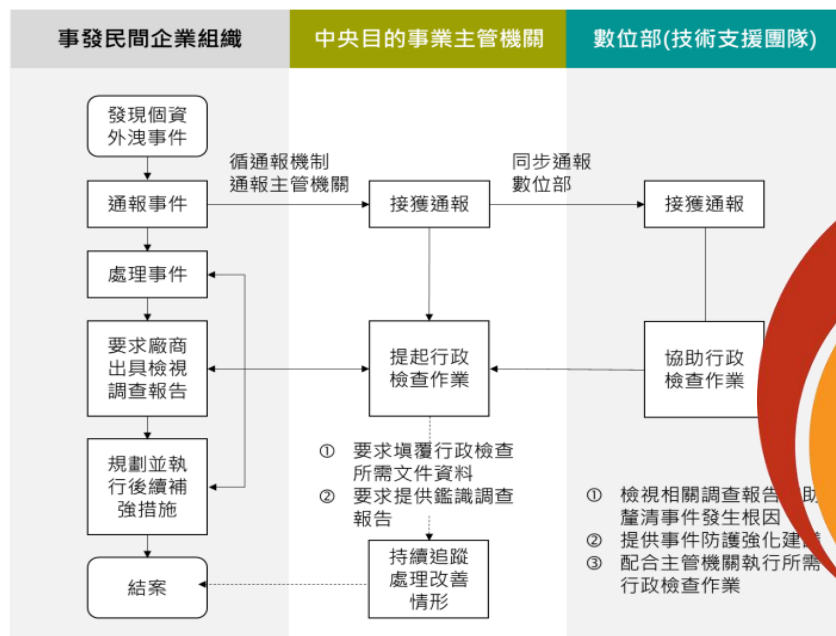 事發民間企業組織
中央目的事業主管機關
數位部(技術支援團隊)
發現個資
外洩事件
循通報機制
通報主管機關
同步通報
數位部
通報事件
接獲通報
接獲通報
處理事件
要求廠商
出具檢視
調查報告
提起行政
檢查作業
協助行政
檢查作業
規劃並執
行後續補
強措施
① 要求填覆行政檢查
所需文件資料
② 要求提供鑑識調查
報告
① 檢視相關調查報告 助
釐清事件發生根因
② 提供事件防護強化建
③ 配合主管機關執行所需
行政檢查作業
結案
持續追蹤
處理改善
情形